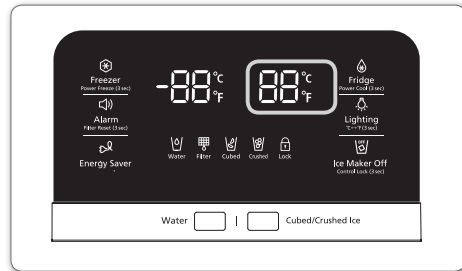 Freezer
Power Freeze (3 sec)
Alarm
Filter Reset (3 sec)
Energy Saver
-88 °C °F
88 °C °F
Fridge
Power Cool (3 sec)
Lighting
°C↔°F (3 sec)
OFF
Ice Maker Off
Control Lock (3 sec)
Water Filter Cubed Crushed Lock
Water | Cubed/Crushed Ice